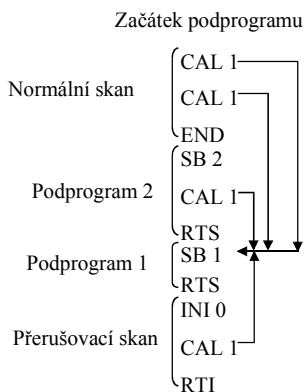 Začátek podprogramu
CAL 1
Normální skan
CAL 1
END
SB 2
Podprogram 2
CAL 1
RTS
Podprogram 1
SB 1
RTS
INI 0
Přerušovací skan
CAL 1
RTI